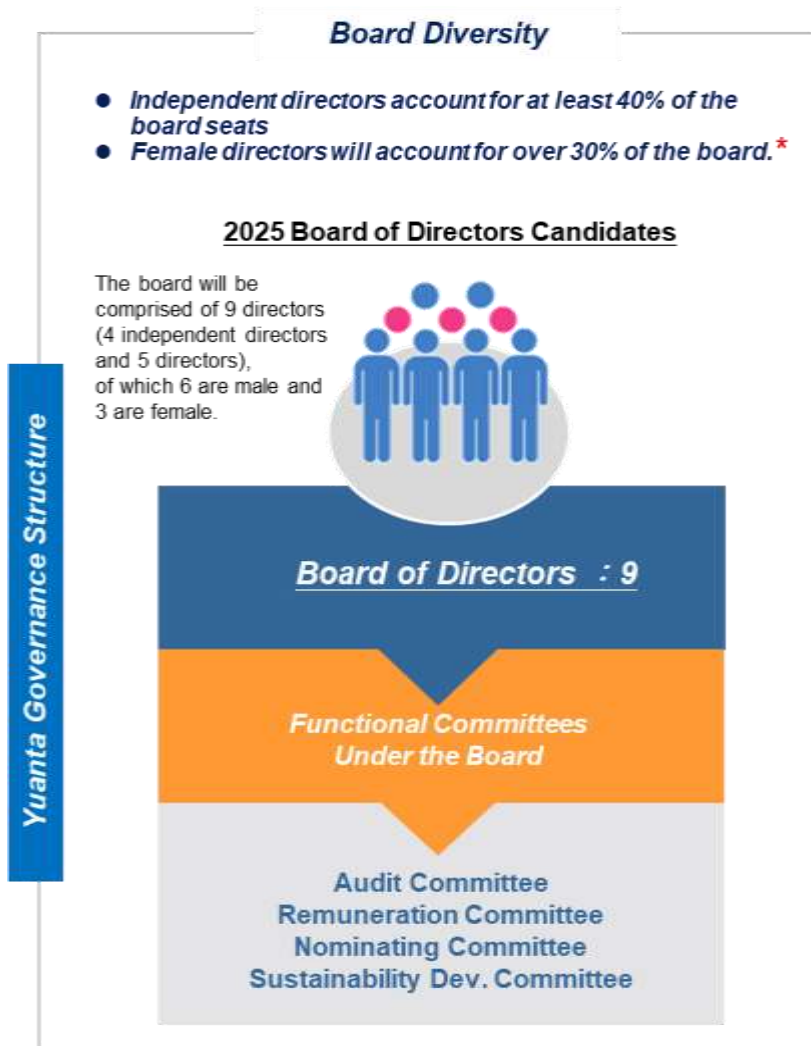 Board Diversity
● Independent directors account for at least 40% of the
board seats
● Female directors will account for over 30% of the board.*
2025 Board of Directors Candidates
The board will be
comprised of 9 directors
(4 independent directors
and 5 directors),
of which 6 are male and
3 are female.
Yuanta Governance Structure
Board of Directors ：9
Functional Committees
Under the Board
Audit Committee
Remuneration Committee
Nominating Committee
Sustainability Dev. Committee